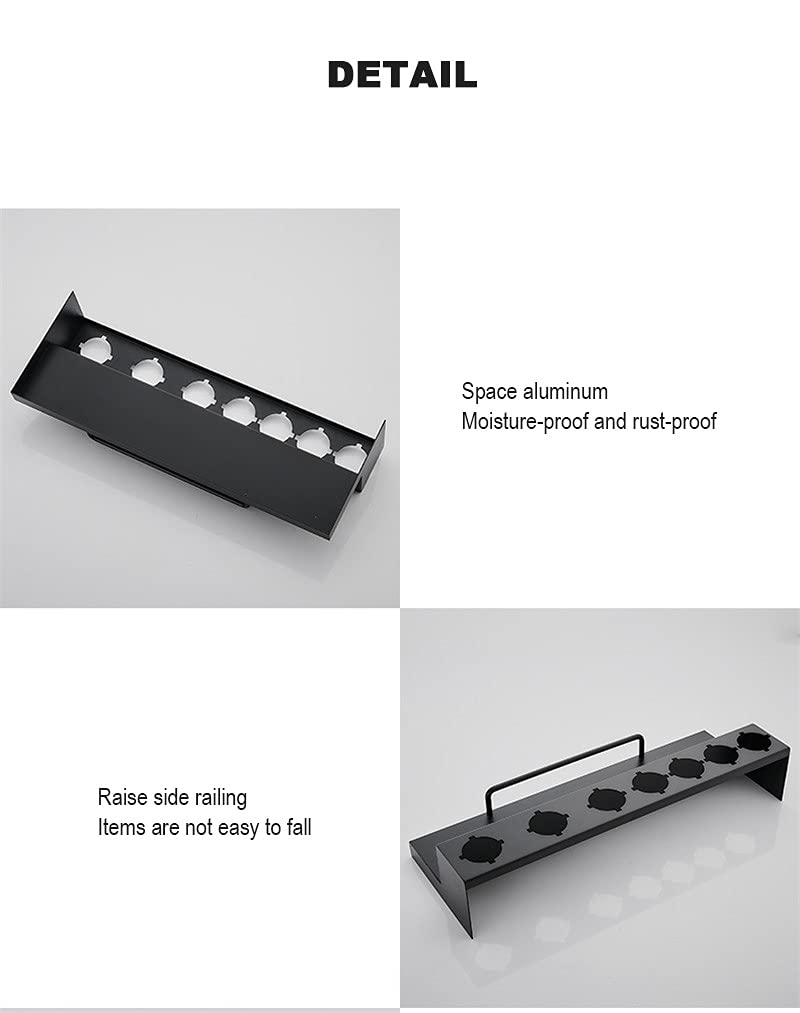 DETAIL
Space aluminum
Moisture-proof and rust-proof
Raise side railing
Items are not easy to fall